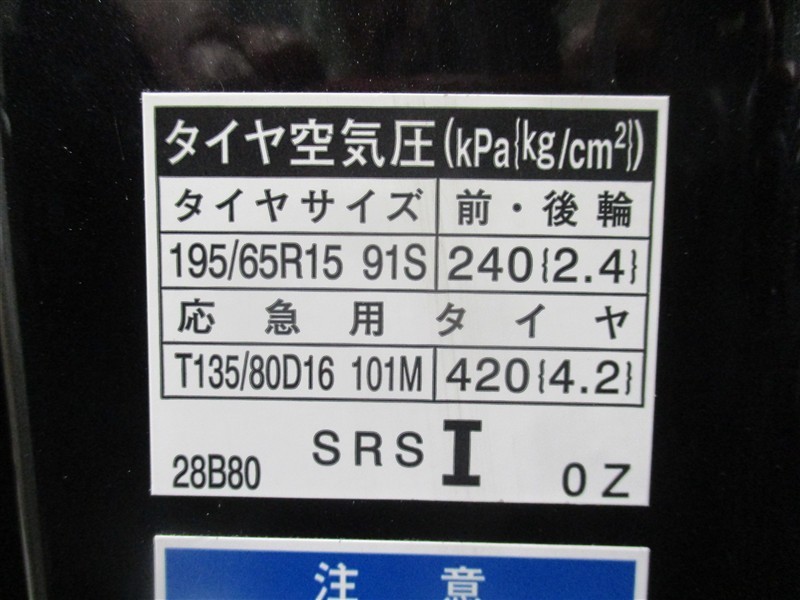 タイヤ空気圧(kPa{kg/cm²})
タイヤサイズ 前・後輪
195/65R15 91S 240{2.4}
応急用タイヤ
T135/80D16 101M 420{4.2}
SRS I
28B80 0Z
注意